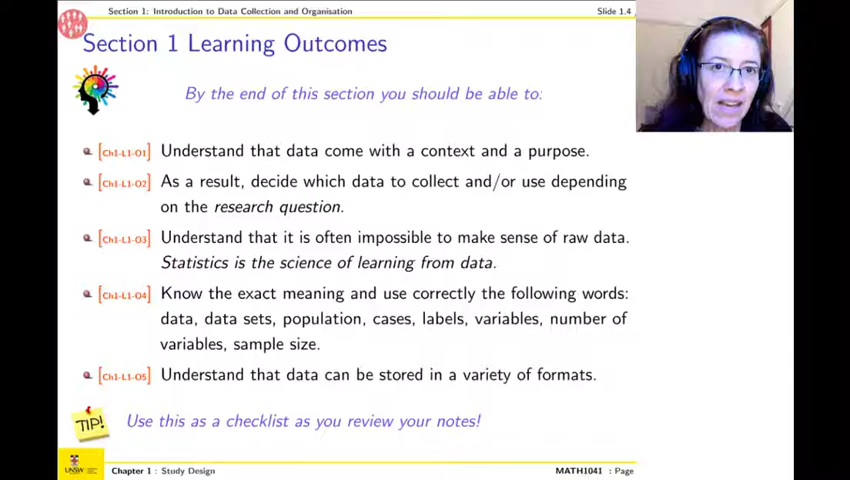 Section 1: Introduction to Data Collection and Organisation
Slide 1.4
Section 1 Learning Outcomes
By the end of this section you should be able to:
[Ch1-L1-O1] Understand that data come with a context and a purpose.
[Ch1-L1-O2] As a result, decide which data to collect and/or use depending
on the research question.
[Ch1-L1-O3] Understand that it is often impossible to make sense of raw data.
Statistics is the science of learning from data.
[Ch1-L1-O4] Know the exact meaning and use correctly the following words:
data, data sets, population, cases, labels, variables, number of
variables, sample size.
[Ch1-L1-O5] Understand that data can be stored in a variety of formats.
TIP!
Use this as a checklist as you review your notes!
UNSW
Chapter 1 : Study Design
MATH1041 : Page